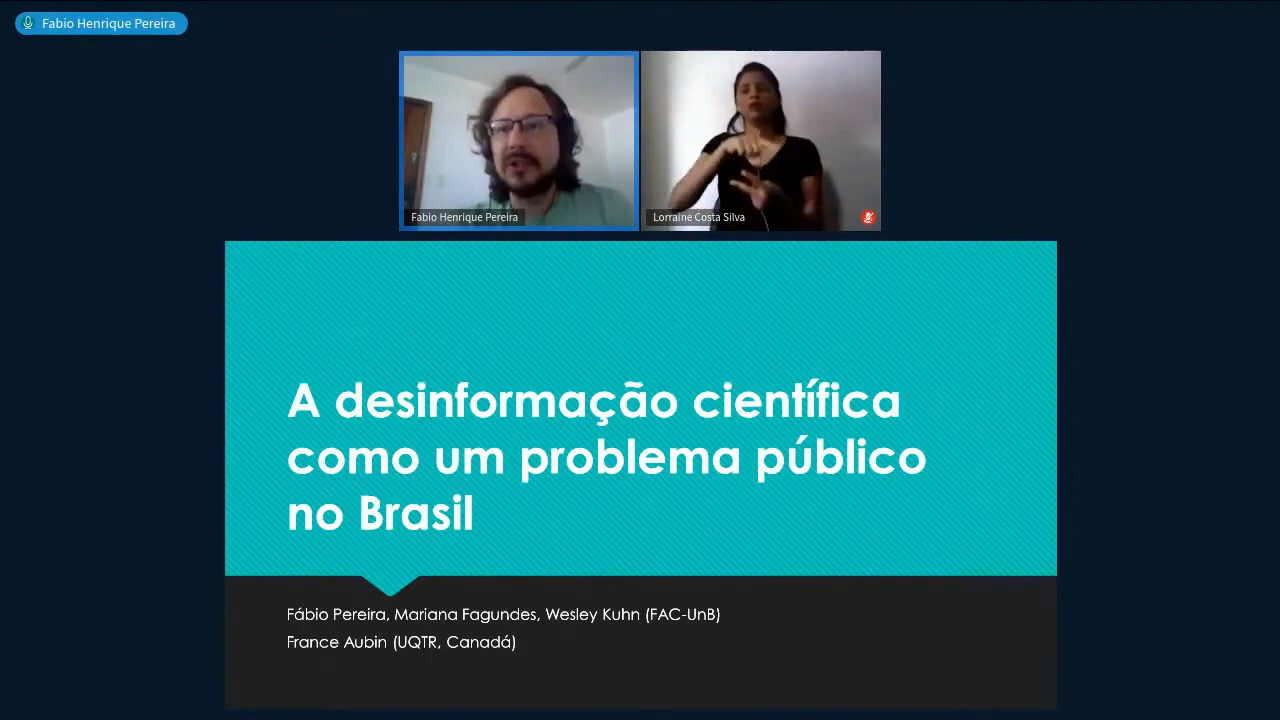 Fabio Henrique Pereira
Fabio Henrique Pereira
Lorraine Costa Silva
A desinformação científica
como um problema público
no Brasil
Fábio Pereira, Mariana Fagundes, Wesley Kuhn (FAC-UnB)
France Aubin (UQTR, Canadá)